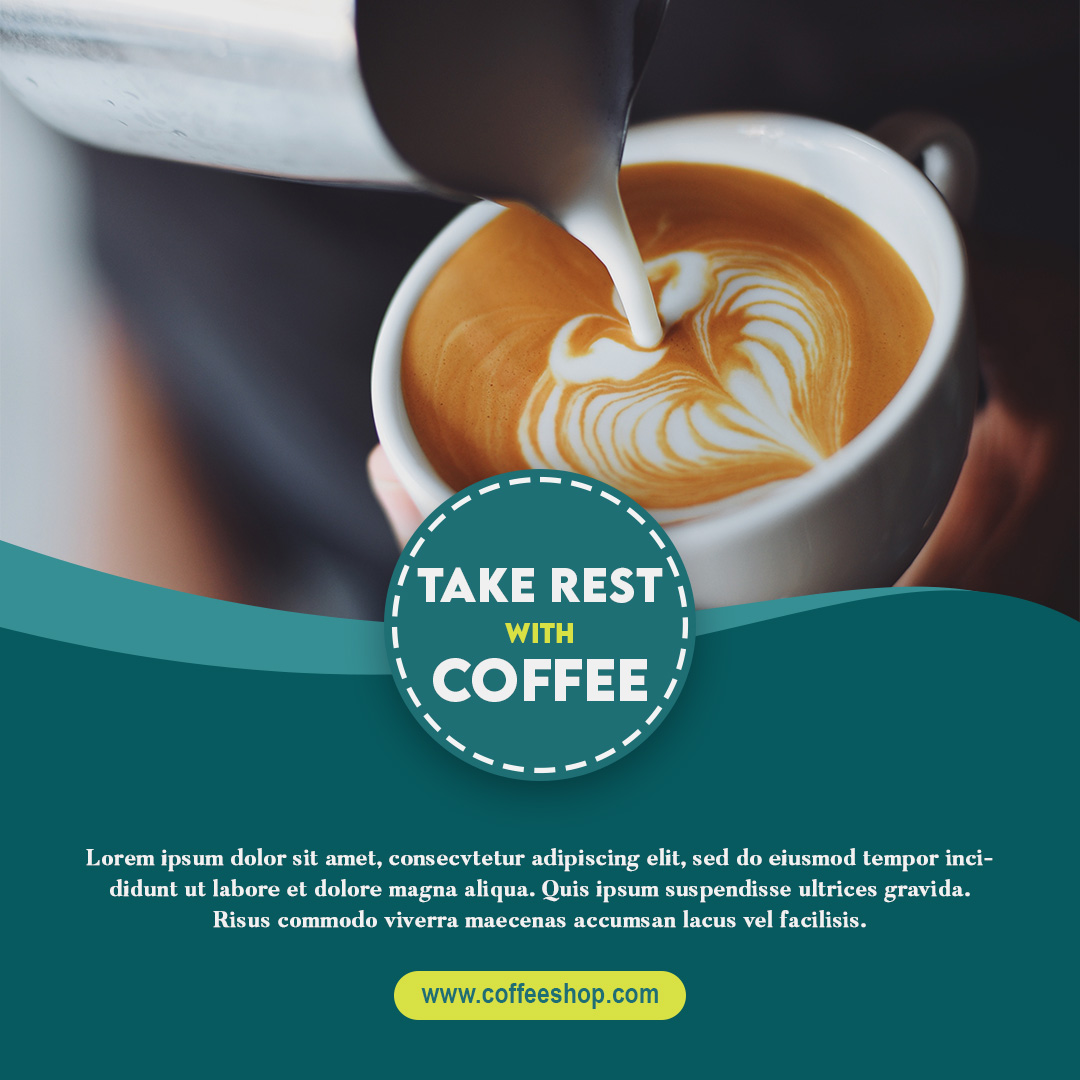 TAKE REST
WITH
COFFEE
Lorem ipsum dolor sit amet, consecvtetur adipiscing elit, sed do eiusmod tempor inci-
didunt ut labore et dolore magna aliqua. Quis ipsum suspendisse ultrices gravida.
Risus commodo viverra maecenas accumsan lacus vel facilisis.
www.coffeeshop.com